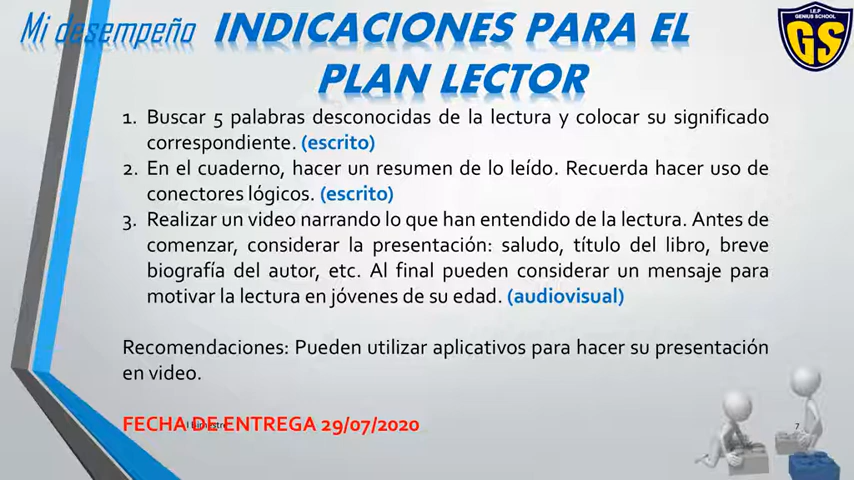 Mi desempeño INDICACIONES PARA EL
PLAN LECTOR
I.E.P
GENIUS SCHOOL
GS
1. Buscar 5 palabras desconocidas de la lectura y colocar su significado
correspondiente. (escrito)
2. En el cuaderno, hacer un resumen de lo leído. Recuerda hacer uso de
conectores lógicos. (escrito)
3. Realizar un video narrando lo que han entendido de la lectura. Antes de
comenzar, considerar la presentación: saludo, título del libro, breve
biografía del autor, etc. Al final pueden considerar un mensaje para
motivar la lectura en jóvenes de su edad. (audiovisual)
Recomendaciones: Pueden utilizar aplicativos para hacer su presentación
en video.
FECHA DE ENTREGA 29/07/2020
I Bimestre
7